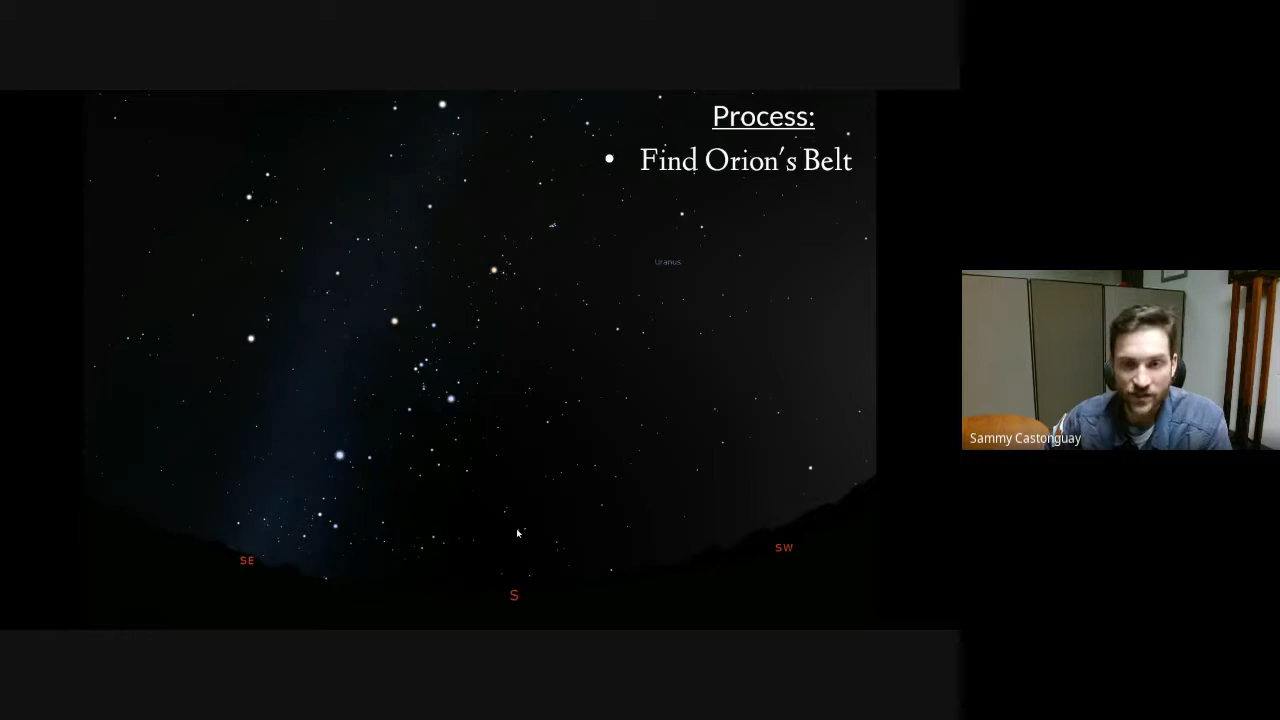 Process:
• Find Orion's Belt
Uranus
Sammy Castonguay
SE
SW
S